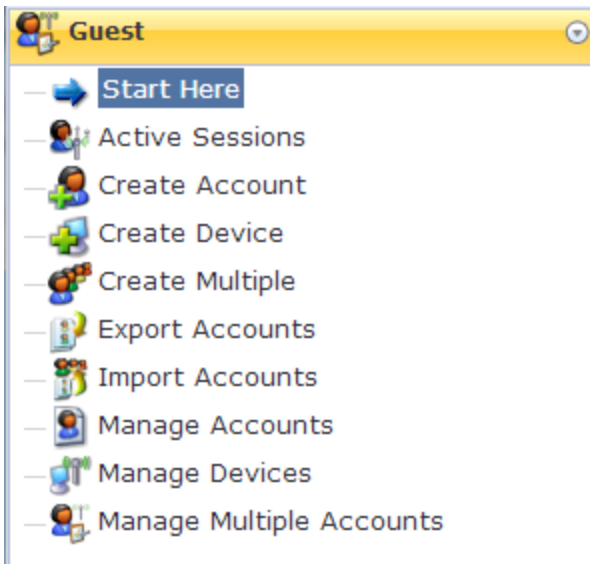 Guest
Start Here
Active Sessions
Create Account
Create Device
Create Multiple
Export Accounts
Import Accounts
Manage Accounts
Manage Devices
Manage Multiple Accounts